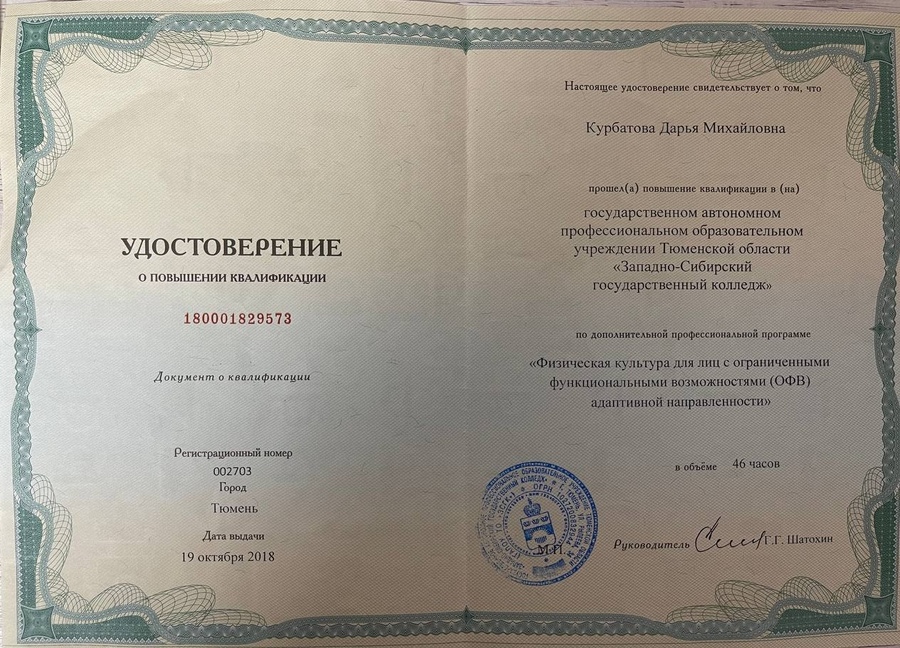 УДОСТОВЕРЕНИЕ
О ПОВЫШЕНИИ КВАЛИФИКАЦИИ
180001829573
Документ о квалификации
Регистрационный номер
002703
Город
Тюмень
Дата выдачи
19 октября 2018
Настоящее удостоверение свидетельствует о том, что
Курбатова Дарья Михайловна
прошел(а) повышение квалификации в (на)
государственном автономном
профессиональном образовательном
учреждении Тюменской области
«Западно-Сибирский
государственный колледж»
по дополнительной профессиональной программе
«Физическая культура для лиц с ограниченными
функциональными возможностями (ОФВ)
адаптивной направленности»
в объёме 46 часов
М.П.
Руководитель Г.Г. Шатохин